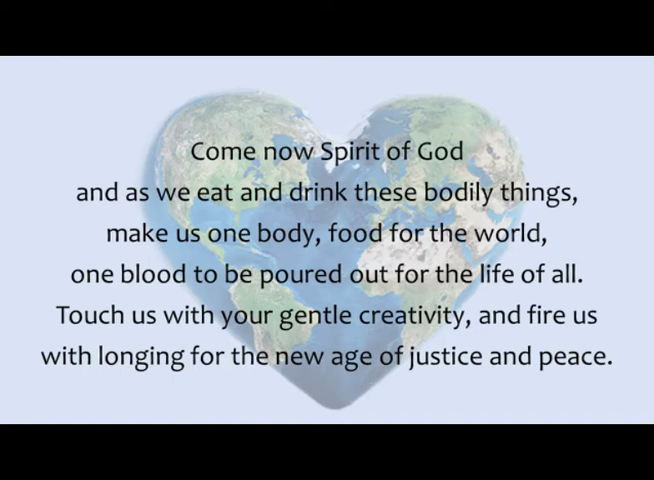 Come now Spirit of God
and as we eat and drink these bodily things,
make us one body, food for the world,
one blood to be poured out for the life of all.
Touch us with your gentle creativity, and fire us
with longing for the new age of justice and peace.